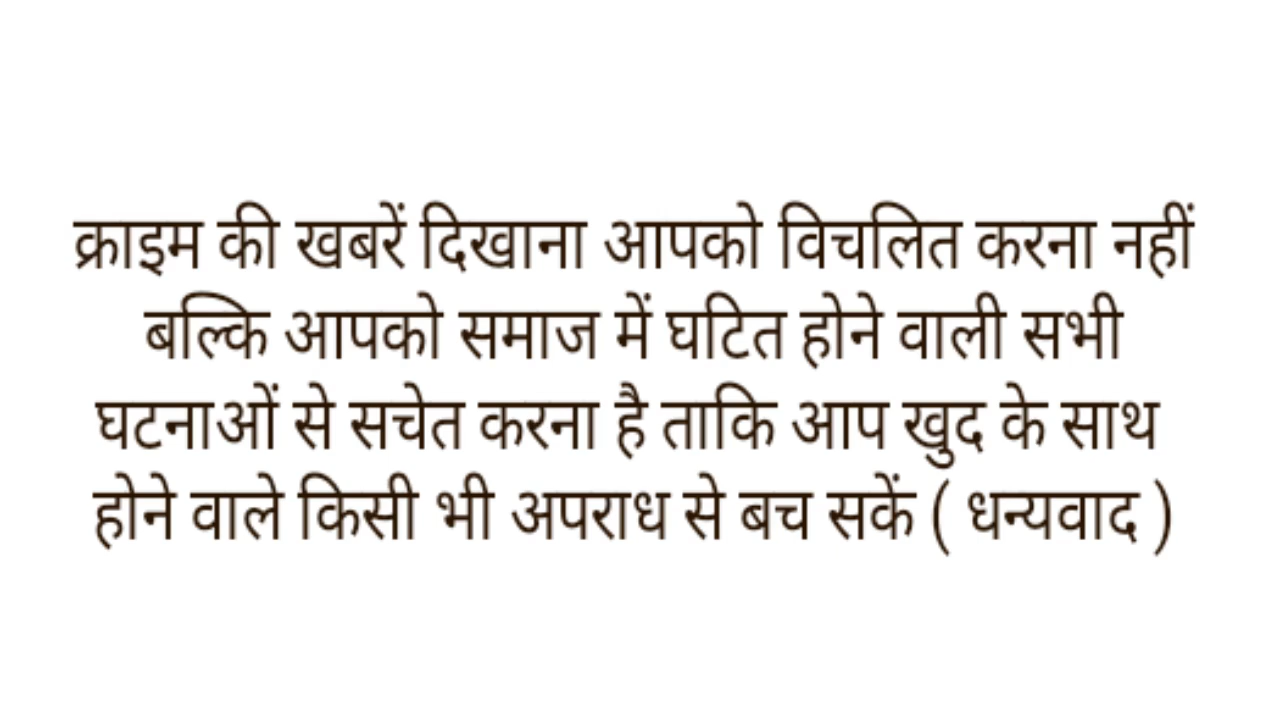 क्राइम की खबरें दिखाना आपको विचलित करना नहीं
बल्कि आपको समाज में घटित होने वाली सभी
घटनाओं से सचेत करना है ताकि आप खुद के साथ
होने वाले किसी भी अपराध से बच सकें ( धन्यवाद )